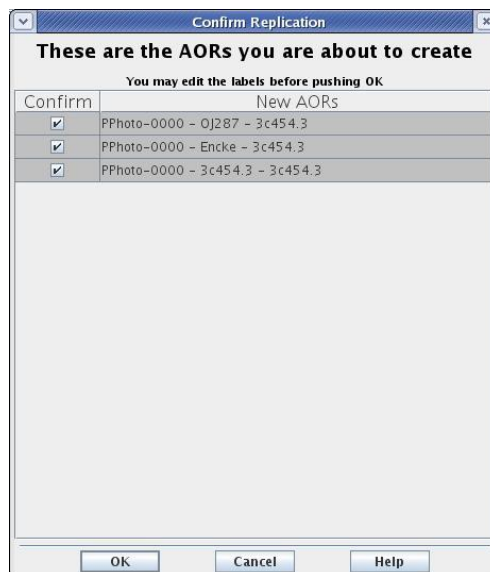 Confirm Replication
These are the AORs you are about to create
You may edit the labels before pushing OK
Confirm New AORs
PPhoto-0000 - OJ287 - 3c454.3
PPhoto-0000 - Encke - 3c454.3
PPhoto-0000 - 3c454.3 - 3c454.3
OK Cancel Help